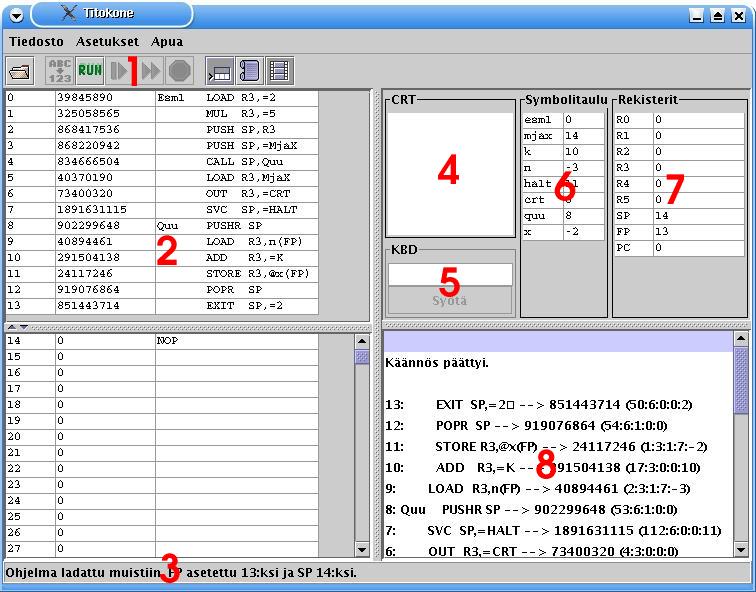 Titokone
Tiedosto Asetukset Apua
ABC 123 RUN 1
0 39845890 Esm1 LOAD R3,=2
1 325058565 MUL R3,=5
2 868417536 PUSH SP,R3
3 868220942 PUSH SP,=MjaX
4 834666504 CALL SP,Quu
5 40370190 LOAD R3,MjaX
6 73400320 OUT R3,=CRT
7 1891631115 SVC SP,=HALT
8 902299648 Quu PUSHR SP
9 40894461 LOAD R3,n(FP)
10 291504138 ADD R3,=K
11 24117246 STORE R3,@x(FP)
12 919076864 POPR SP
13 851443714 EXIT SP,=2
2
14 0 NOP
15 0
16 0
17 0
18 0
19 0
20 0
21 0
22 0
23 0
24 0
25 0
26 0
27 0
CRT
4
KBD
5
Syötä
Symbolitaulu
esm1 0
mjax 14
k 10
n -3
halt
crt
quu 8
x -2
6
Rekisterit
R0 0
R1 0
R2 0
R3 0
R4 0
R5 0
SP 14
FP 13
PC 0
7
Käännös päättyi.
13: EXIT SP,=2□ --> 851443714 (50:6:0:0:2)
12: POPR SP --> 919076864 (54:6:1:0:0)
11: STORE R3,@x(FP) --> 24117246 (1:3:1:7:-2)
10: ADD R3,=K --> 291504138 (17:3:0:0:10)
9: LOAD R3,n(FP) --> 40894461 (2:3:1:7:-3)
8: Quu PUSHR SP --> 902299648 (53:6:1:0:0)
7: SVC SP,=HALT --> 1891631115 (112:6:0:0:11)
6: OUT R3,=CRT --> 73400320 (4:3:0:0:0)
8
Ohjelma ladattu muistiin. FP asetettu 13:ksi ja SP 14:ksi.
3